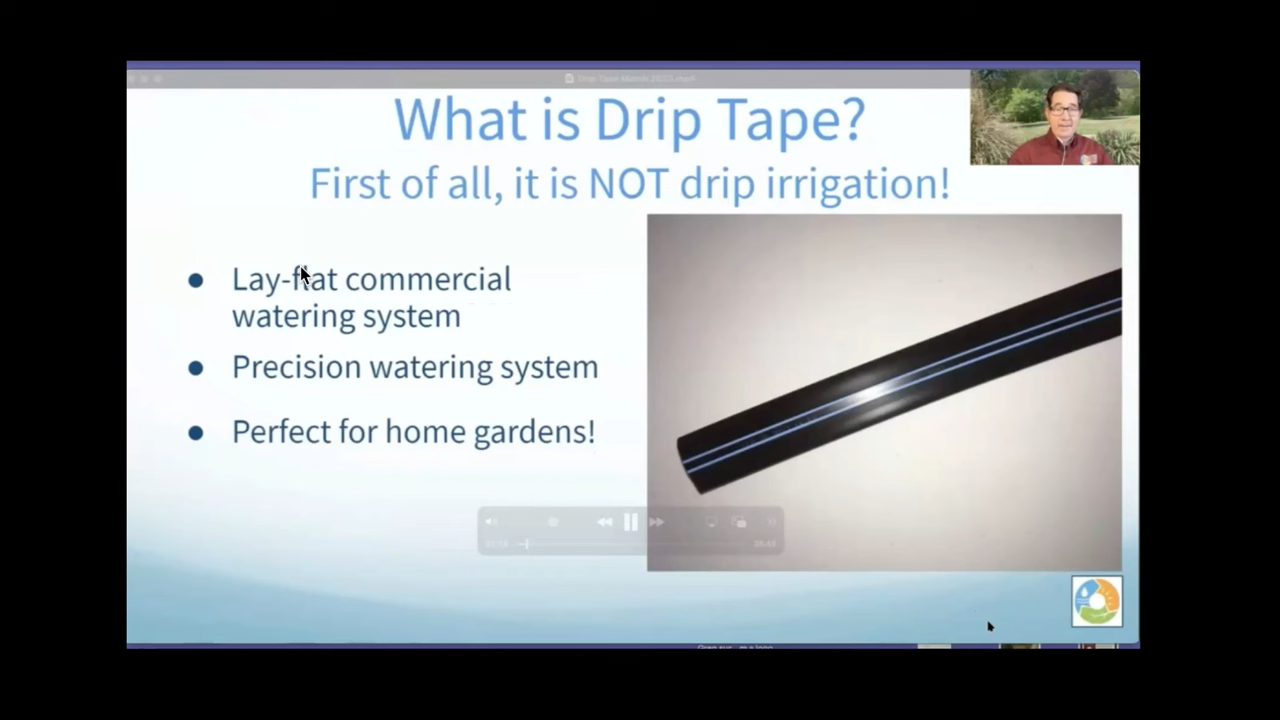 What is Drip Tape?
First of all, it is NOT drip irrigation!
● Lay-flat commercial
watering system
● Precision watering system
● Perfect for home gardens!